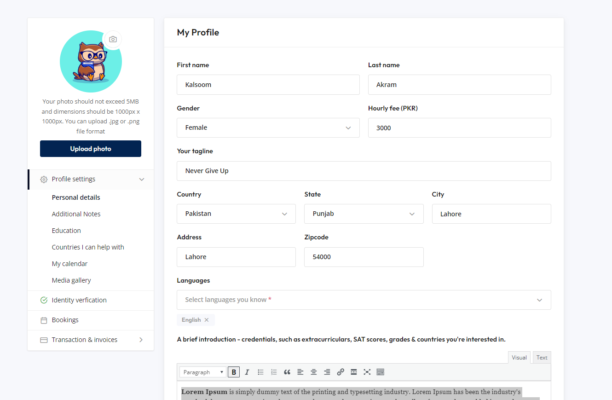 My Profile
Your photo should not exceed 5MB
and dimensions should be 1000px x
1000px. You can upload .jpg or .png
file format
Upload photo
Profile settings
Personal details
Additional Notes
Education
Countries I can help with
My calendar
Media gallery
Identity verfication
Bookings
Transaction & invoices
First name
Last name
Kalsoom
Akram
Gender
Hourly fee (PKR)
Female
3000
Your tagline
Never Give Up
Country
State
City
Pakistan
Punjab
Lahore
Address
Zipcode
Lahore
54000
Languages
Select languages you know *
English ×
A brief introduction - credentials, such as extracurriculars, SAT scores, grades & countries you're interested in.
Visual
Text
Paragraph
B I
Lorem Ipsum is simply dummy text of the printing and typesetting industry. Lorem Ipsum has been the industry's